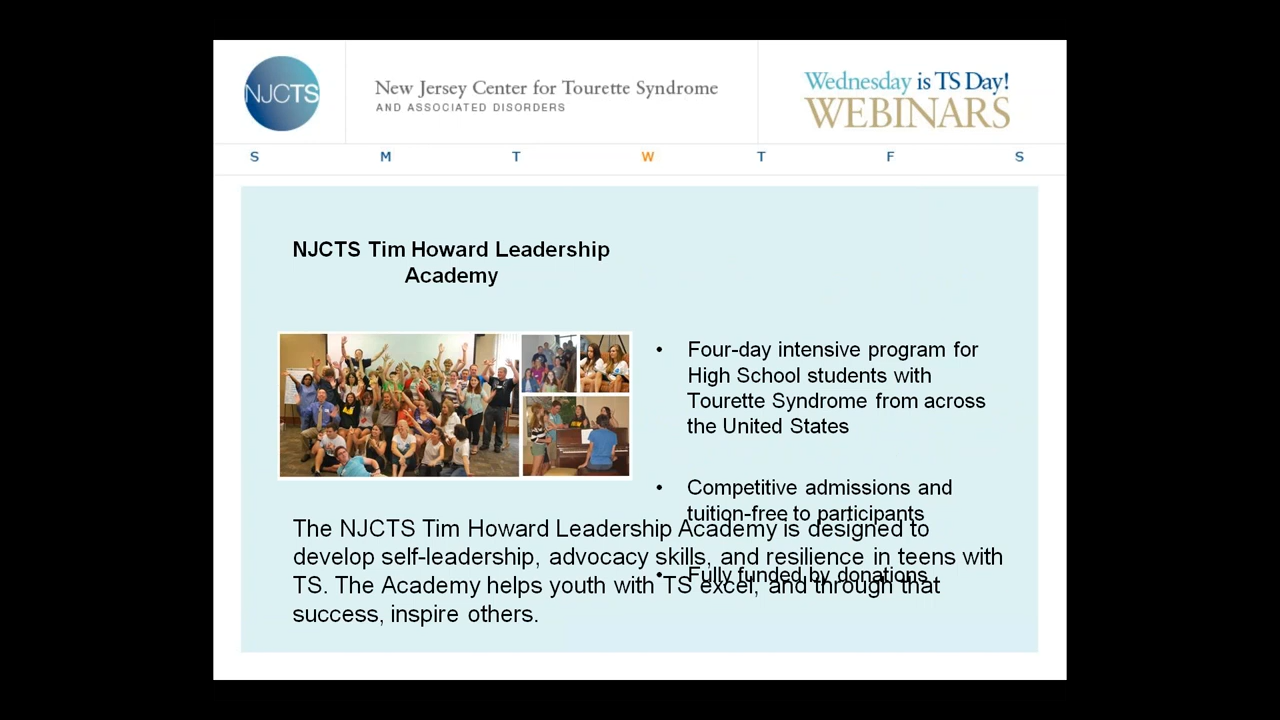 NJCTS
New Jersey Center for Tourette Syndrome
AND ASSOCIATED DISORDERS
Wednesday is TS Day!
WEBINARS
S M T W T F S
NJCTS Tim Howard Leadership
Academy
• Four-day intensive program for
High School students with
Tourette Syndrome from across
the United States
• Competitive admissions and
tuition-free to participants
• Fully funded by donations
The NJCTS Tim Howard Leadership Academy is designed to
develop self-leadership, advocacy skills, and resilience in teens with
TS. The Academy helps youth with TS excel, and through that
success, inspire others.